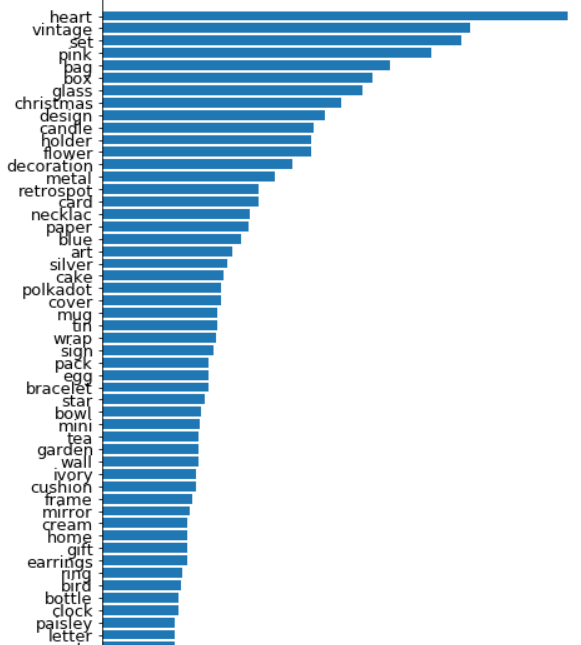 heart
vintage
set
pink
bag
box
glass
christmas
design
candle
holder
flower
decoration
metal
retrospot
card
necklac
paper
blue
art
silver
cake
polkadot
cover
mug
tin
wrap
sign
pack
egg
bracelet
star
bowl
mini
tea
garden
wall
ivory
cushion
frame
mirror
cream
home
gift
earrings
ring
bird
bottle
clock
paisley
letter